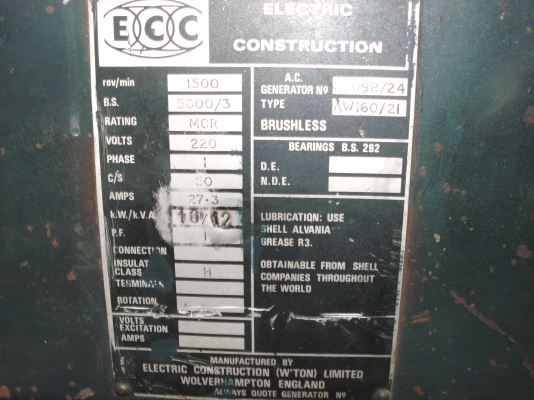 ECC
ELECTRIC
CONSTRUCTION
rev/min 1500
B.S. 5000/3
RATING MCR
VOLTS 220
PHASE 1
C/S 50
AMPS 27·3
k.W./k.V.A. 10/12
P.F. 1
CONNECTION
INSULAT
CLASS H
TERMINALS
ROTATION
VOLTS
EXCITATION
AMPS
A.C.
GENERATOR Nº
TYPE AW160/21
BRUSHLESS
BEARINGS B.S. 292
D.E.
N.D.E.
LUBRICATION: USE
SHELL ALVANIA
GREASE R3.
OBTAINABLE FROM SHELL
COMPANIES THROUGHOUT
THE WORLD
MANUFACTURED BY
ELECTRIC CONSTRUCTION (W'TON) LIMITED
WOLVERHAMPTON ENGLAND
ALWAYS QUOTE GENERATOR Nº